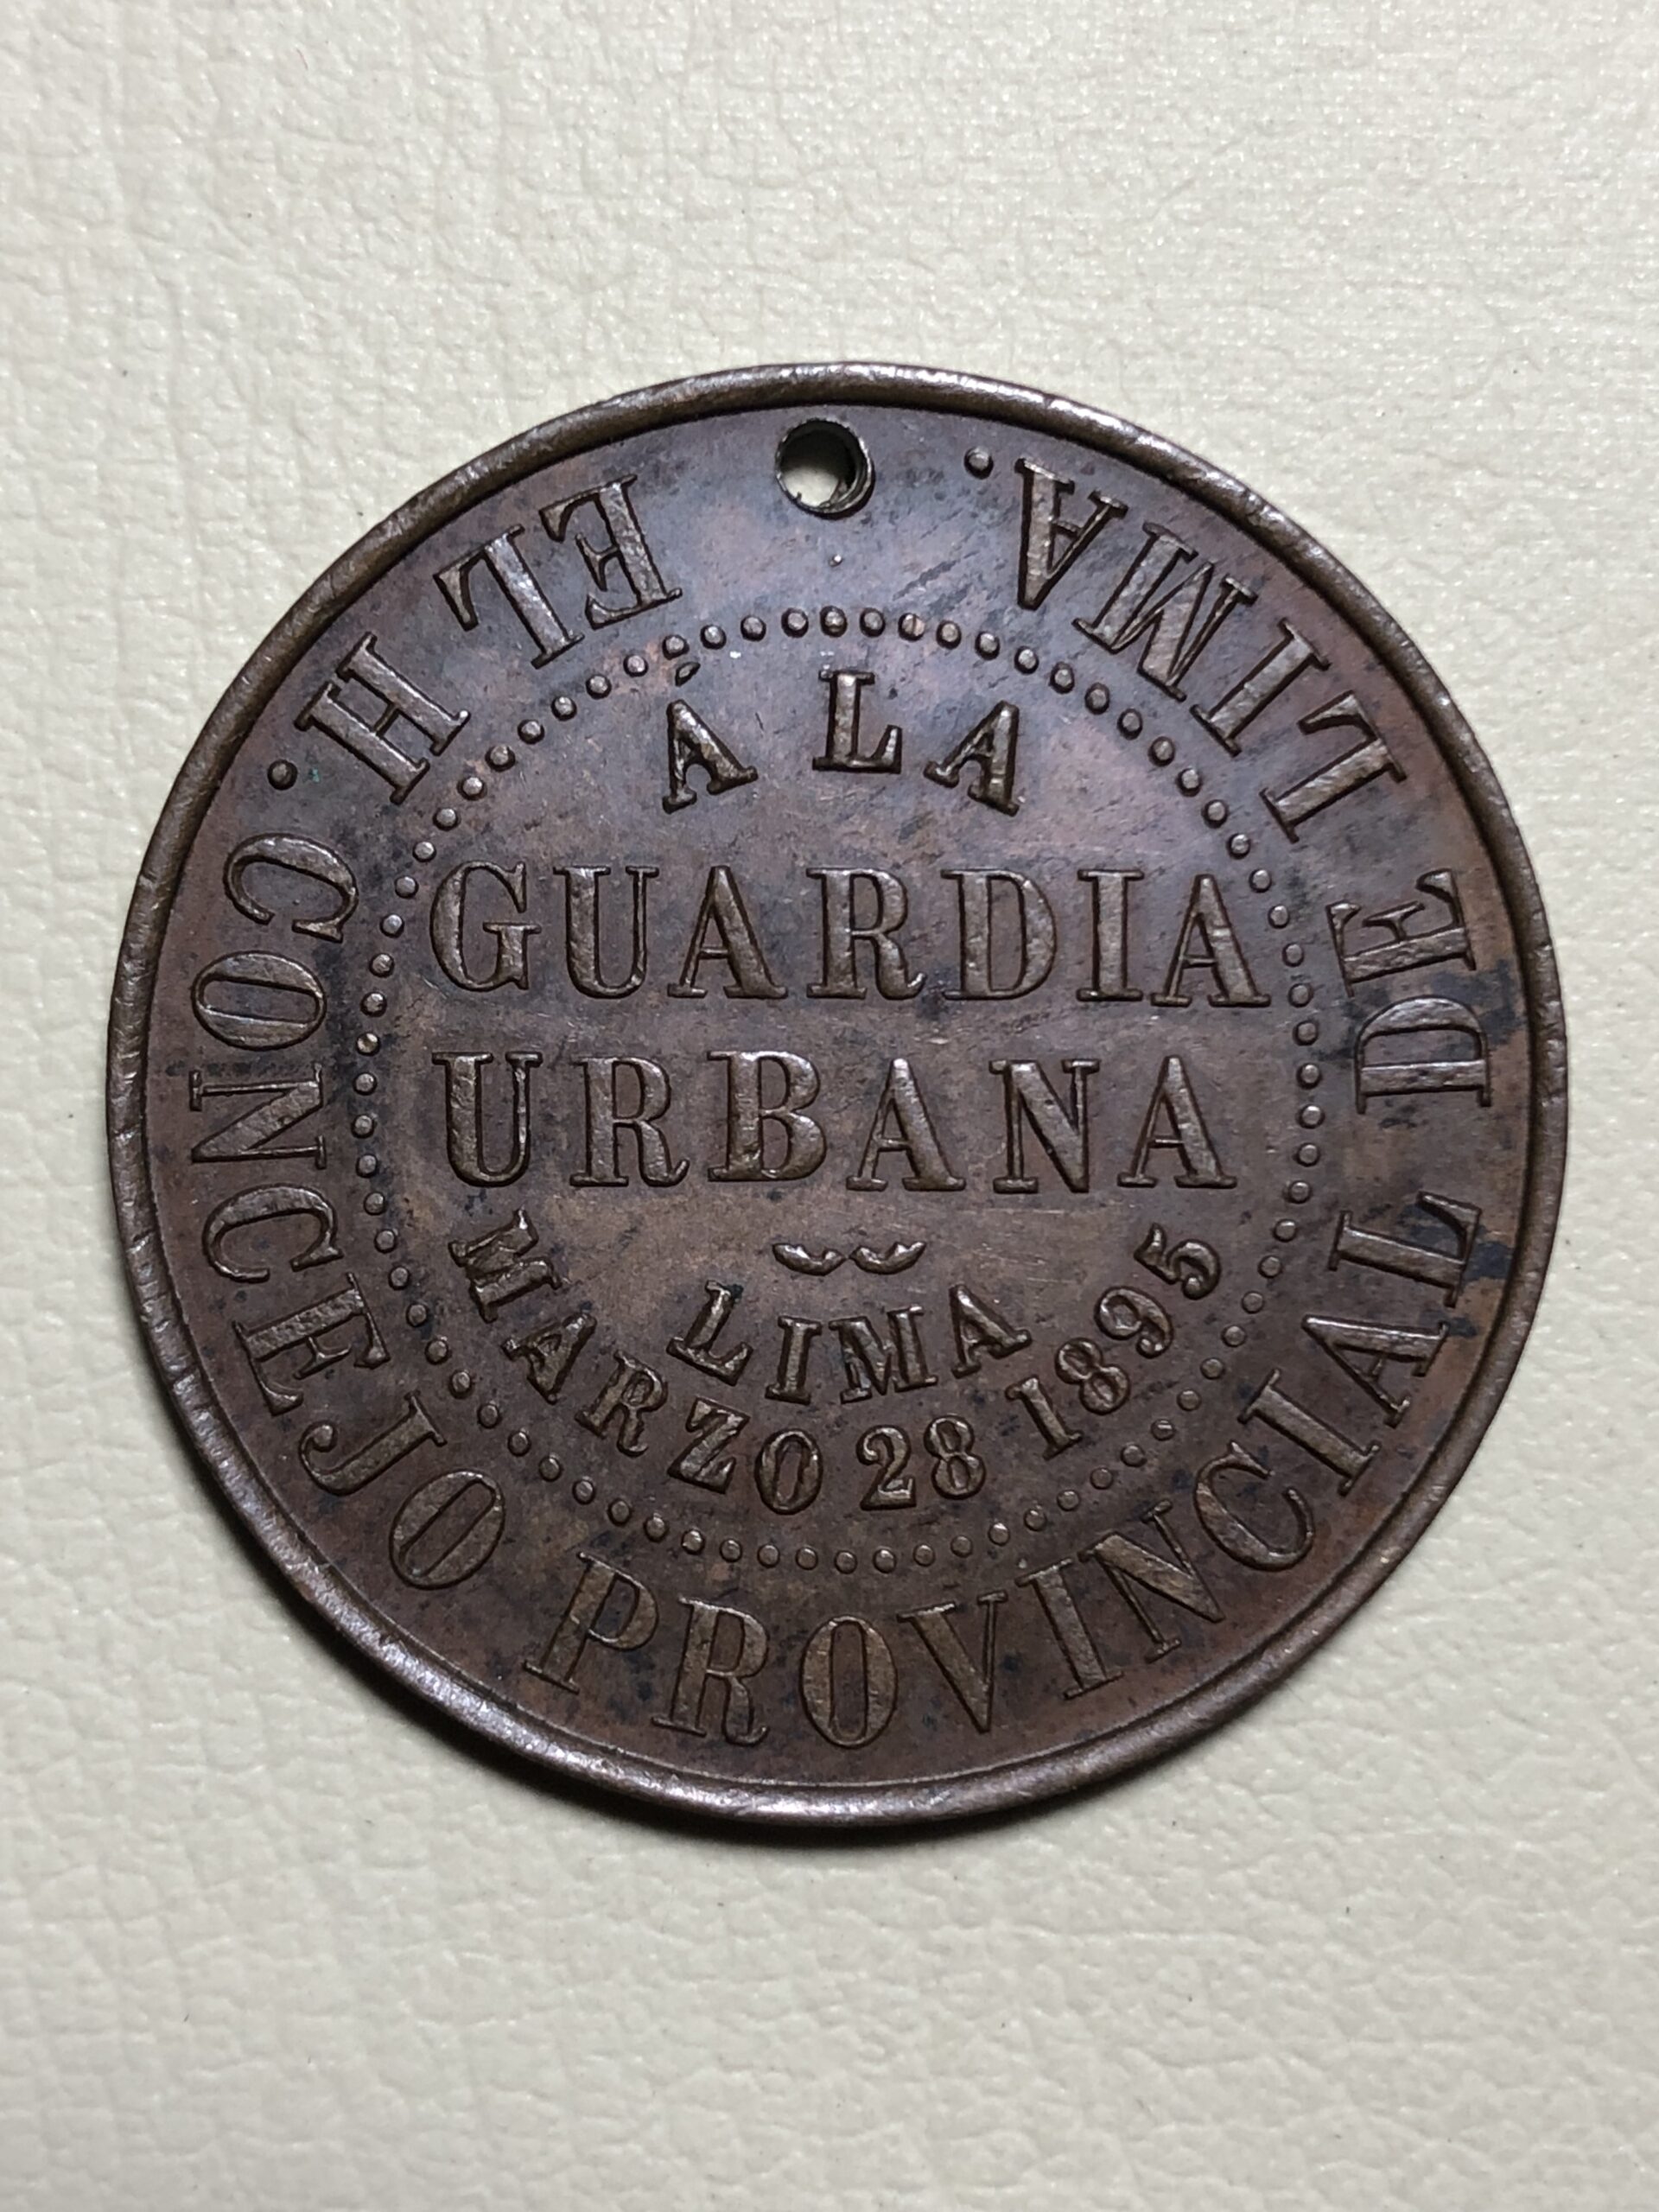 EL H. CONCEJO PROVINCIAL DE LIMA.
Á LA
GUARDIA
URBANA
LIMA
MARZO 28 1895